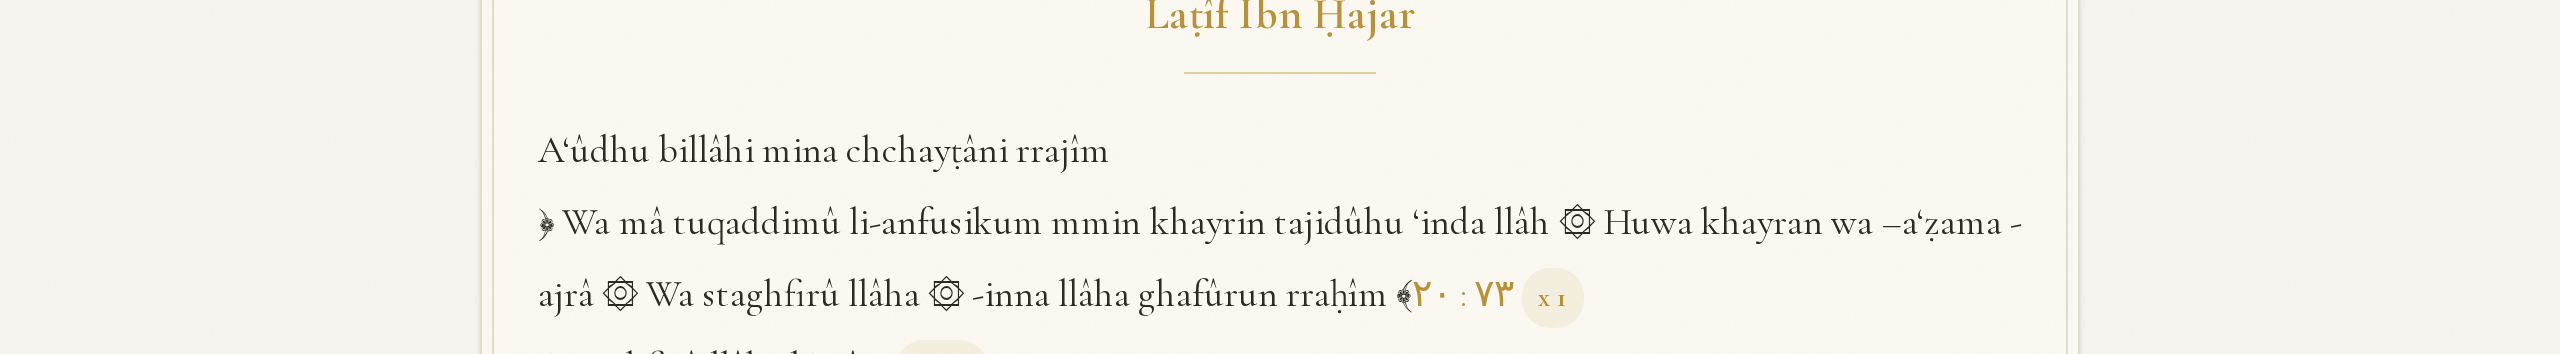 Laṭîf Ibn Ḥajar
A‘ûdhu billâhi mina chchayṭâni rrajîm
﴿ Wa mâ tuqaddimû li-anfusikum mmin khayrin tajidûhu ‘inda llâh ۞ Huwa khayran wa –a‘ẓama -
ajrâ ۞ Wa staghfirû llâha ۞ -inna llâha ghafûrun rraḥîm ﴾٢٠ : ٧٣ x 1